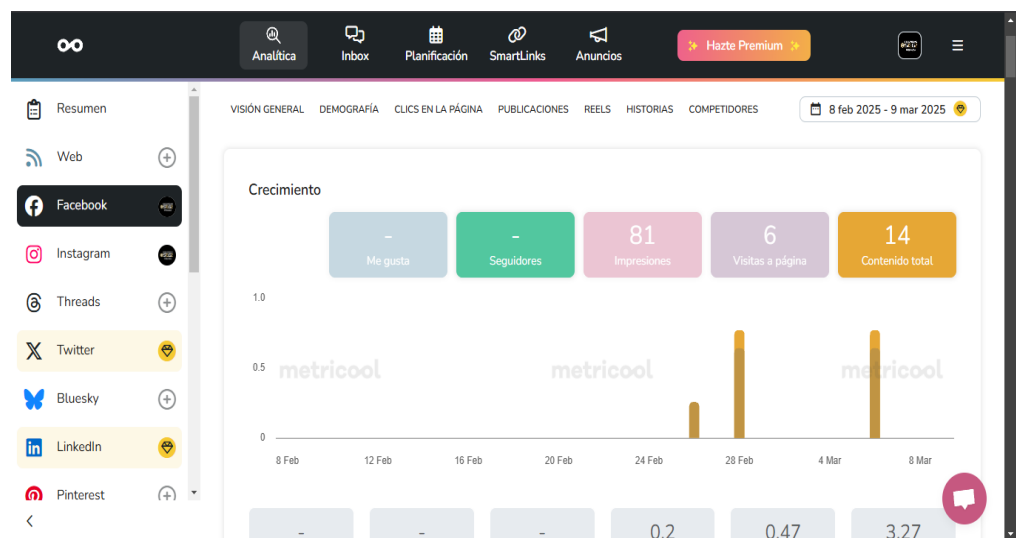 Analítica
Inbox
Planificación
SmartLinks
Anuncios
Hazte Premium
Resumen
Web
Facebook
Instagram
Threads
Twitter
Bluesky
LinkedIn
Pinterest
VISIÓN GENERAL DEMOGRAFÍA CLICS EN LA PÁGINA PUBLICACIONES REELS HISTORIAS COMPETIDORES
8 feb 2025 - 9 mar 2025
Crecimiento
-
Me gusta
-
Seguidores
81
Impresiones
6
Visitas a página
14
Contenido total
1.0
0.5
0
metricool metricool metricool
8 Feb 12 Feb 16 Feb 20 Feb 24 Feb 28 Feb 4 Mar 8 Mar
- - - 0.2 0.47 3.27